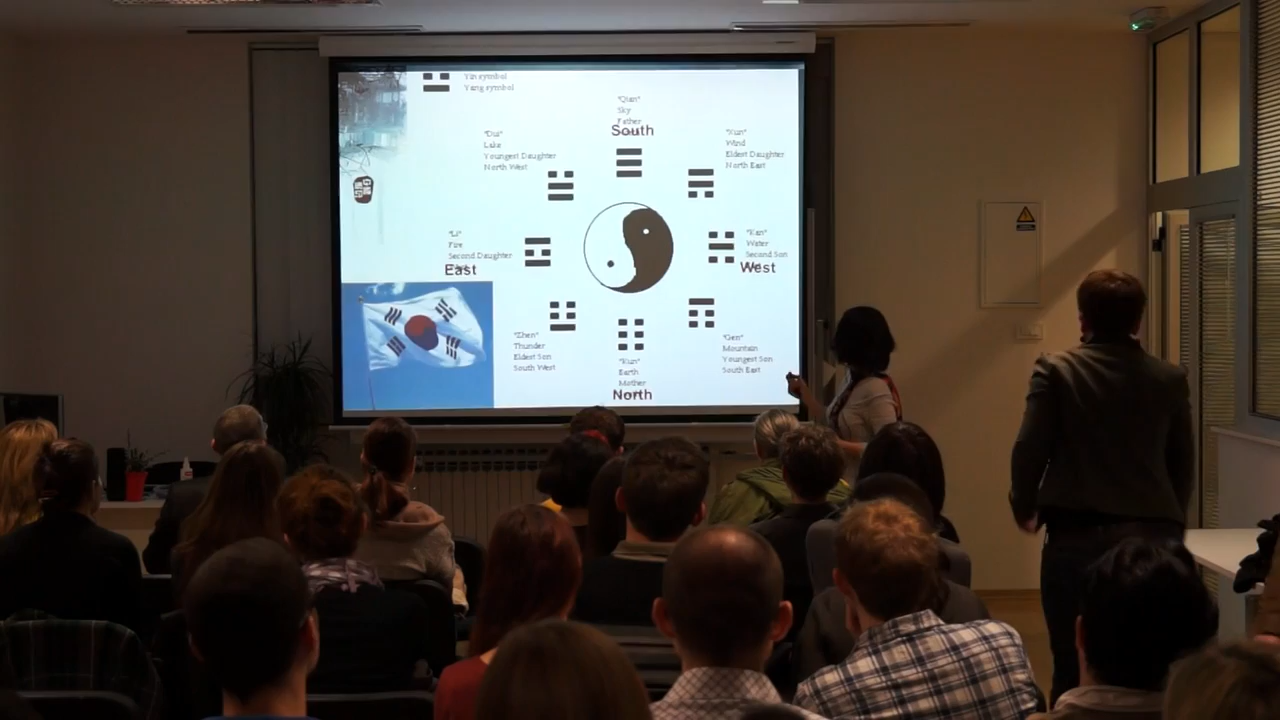 Yin symbol
Yang symbol
"Qian"
Sky
Father
South
"Dui"
Lake
Youngest Daughter
North West
"Xun"
Wind
Eldest Daughter
North East
"Li"
Fire
Second Daughter
East
"Kan"
Water
Second Son
West
"Zhen"
Thunder
Eldest Son
South West
"Kun"
Earth
Mother
North
"Gen"
Mountain
Youngest Son
South East